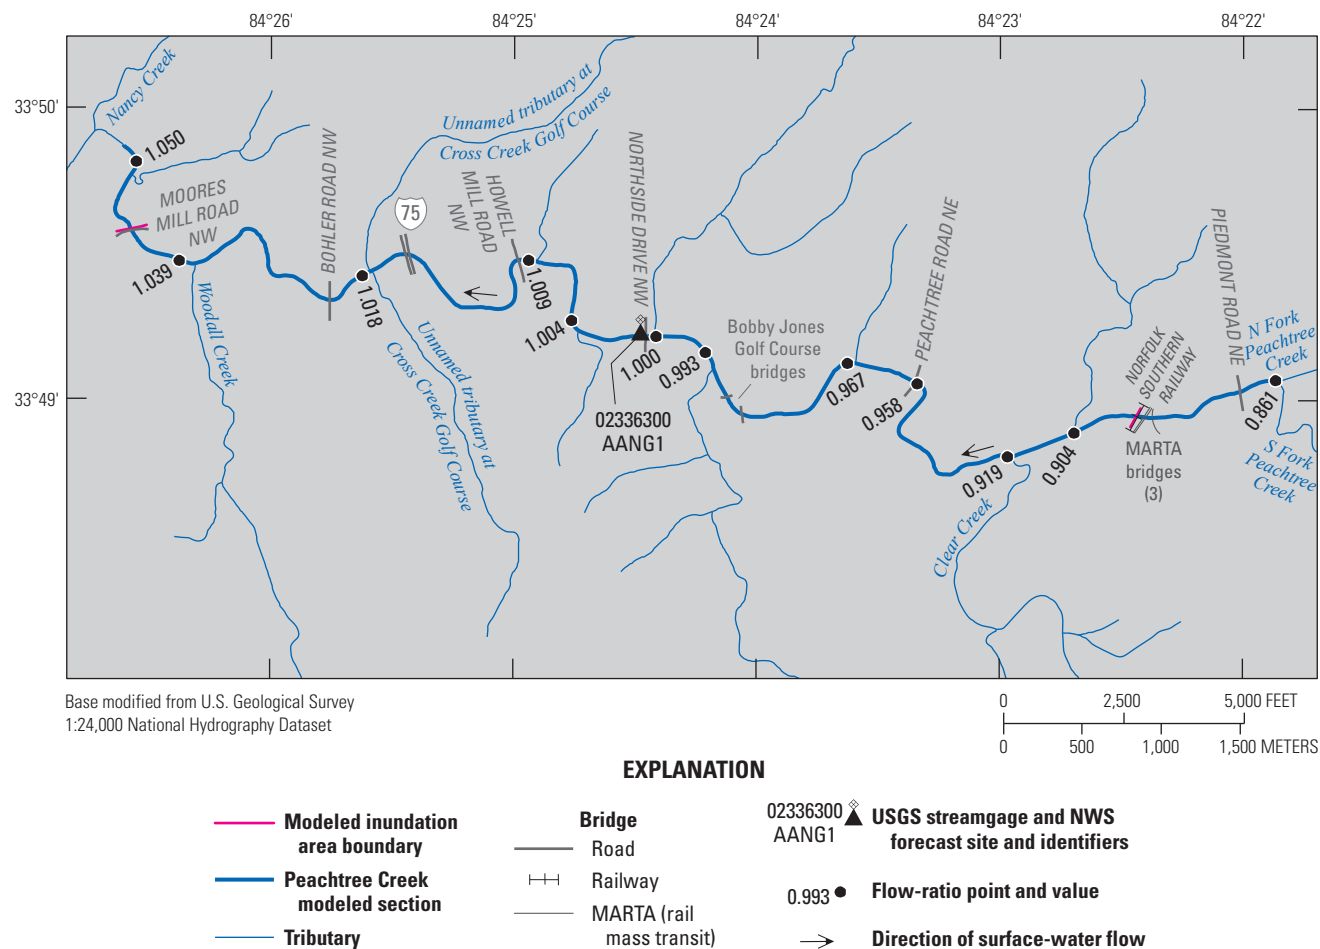 84°26'
84°25'
84°24'
84°23'
84°22'
33°50'
33°49'
Nancy Creek
1.050
MOORES
MILL ROAD
NW
1.039
Woodall Creek
BOHLER ROAD NW
1.018
75
Unnamed tributary at
Cross Creek Golf Course
Unnamed tributary at
Cross Creek Golf Course
HOWELL
MILL ROAD
NW
1.009
1.004
NORTHSIDE DRIVE NW
1.000
02336300
AANG1
0.993
Bobby Jones
Golf Course
bridges
0.967
PEACHTREE ROAD NE
0.958
0.919
Clear Creek
0.904
NORFOLK
SOUTHERN
RAILWAY
MARTA
bridges
(3)
PIEDMONT ROAD NE
N Fork
Peachtree
Creek
0.861
S Fork
Peachtree
Creek
Base modified from U.S. Geological Survey
1:24,000 National Hydrography Dataset
0 2,500 5,000 FEET
0 500 1,000 1,500 METERS
EXPLANATION
Modeled inundation
area boundary
Peachtree Creek
modeled section
Tributary
Bridge
Road
Railway
MARTA (rail
mass transit)
02336300
AANG1
USGS streamgage and NWS
forecast site and identifiers
0.993
Flow-ratio point and value
Direction of surface-water flow